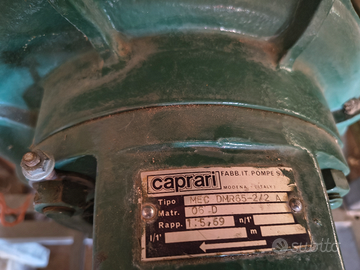 caprari
FABB. IT. POMPE S.
MODENA (ITALY)
Tipo MEC DMR65-2/2 A
Matr. 06 D
Rapp. 1:5,69 n/1'
l/1' m
subito